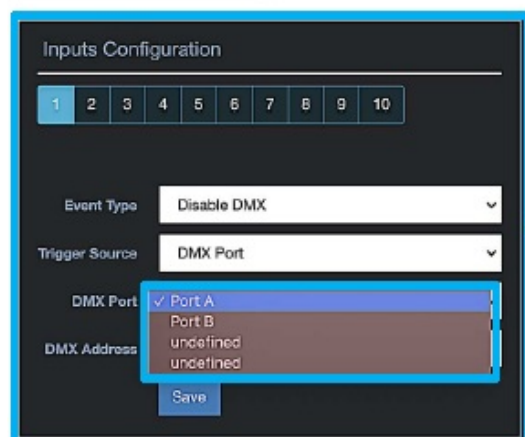 Inputs Configuration
1 2 3 4 5 6 7 8 9 10
Event Type Disable DMX
Trigger Source DMX Port
DMX Port ✓ Port A
Port B
undefined
DMX Address undefined
Save